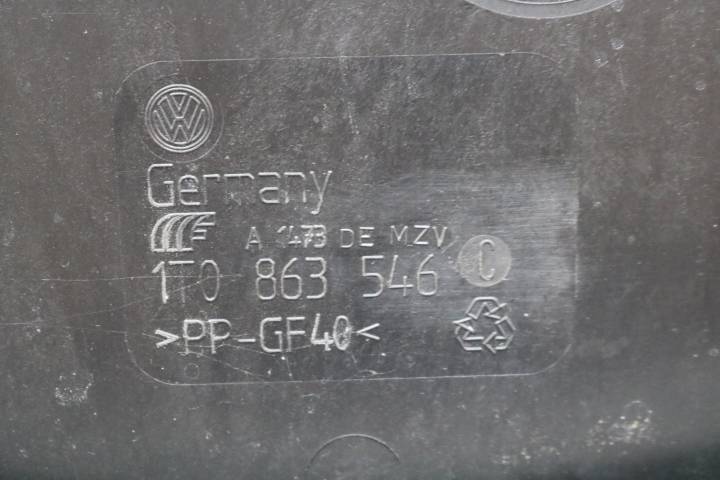 Germany
A 1473 DE MZV
1T0 863 546 C
>PP-GF40<